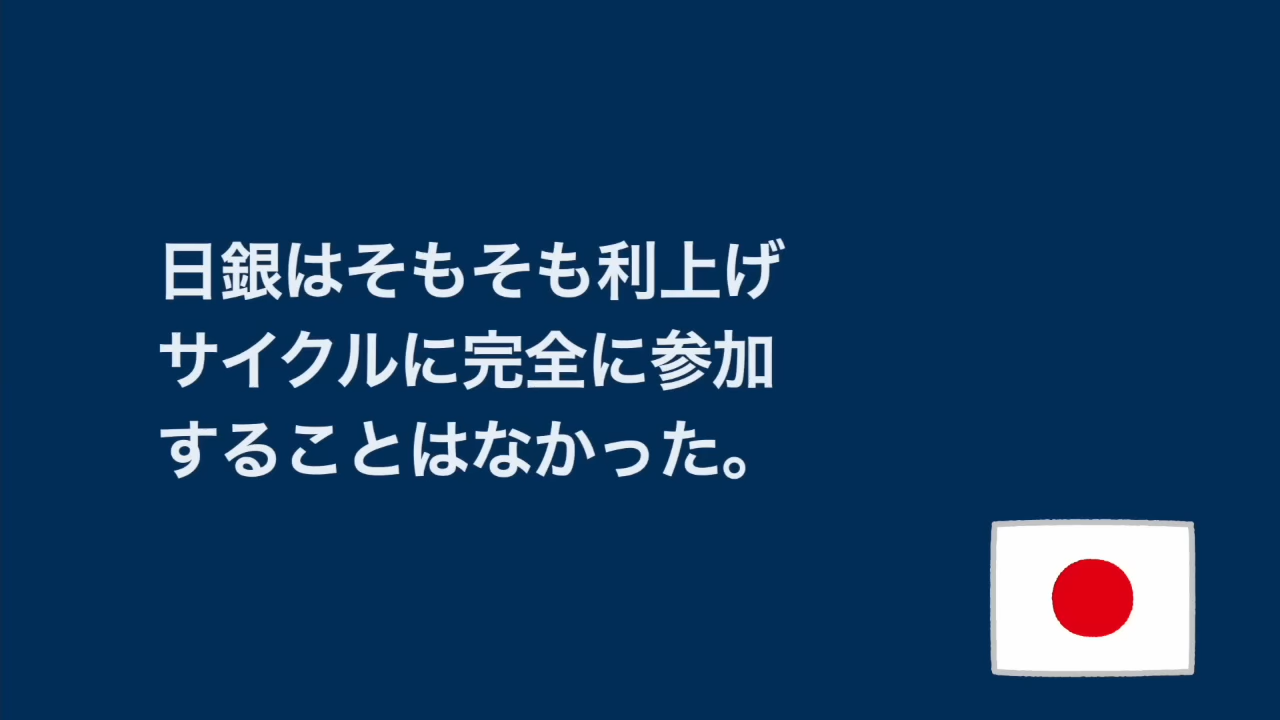 日銀はそもそも利上げ
サイクルに完全に参加
することはなかった。